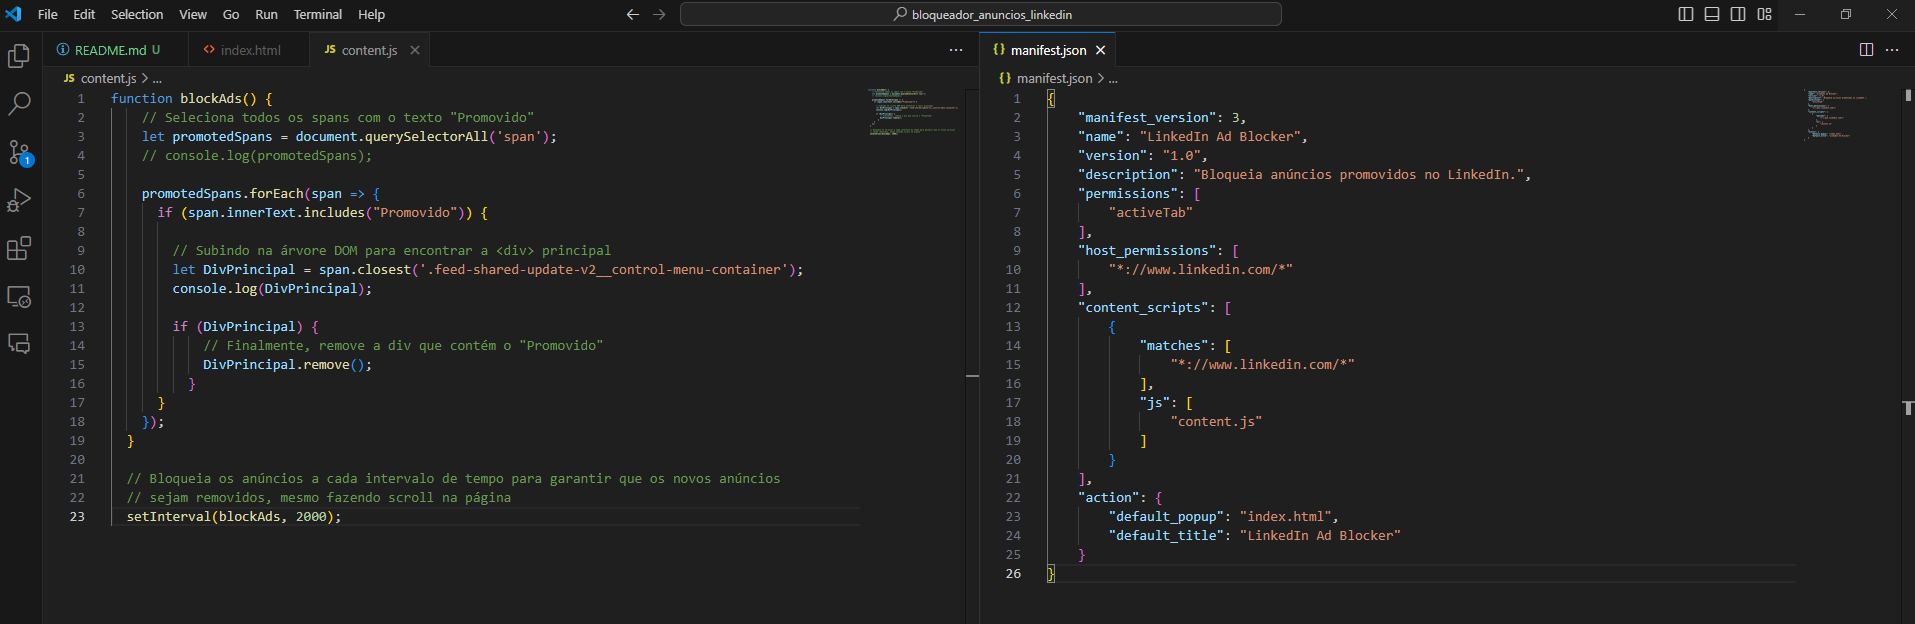 File Edit Selection View Go Run Terminal Help
bloqueador_anuncios_linkedin
README.md U
index.html
JS content.js
JS content.js > ...
1 function blockAds() {
2 // Seleciona todos os spans com o texto "Promovido"
3 let promotedSpans = document.querySelectorAll('span');
4 // console.log(promotedSpans);
5
6 promotedSpans.forEach(span => {
7 if (span.innerText.includes("Promovido")) {
8
9 // Subindo na árvore DOM para encontrar a <div> principal
10 let DivPrincipal = span.closest('.feed-shared-update-v2__control-menu-container');
11 console.log(DivPrincipal);
12
13 if (DivPrincipal) {
14 // Finalmente, remove a div que contém o "Promovido"
15 DivPrincipal.remove();
16 }
17 }
18 });
19 }
20
21 // Bloqueia os anúncios a cada intervalo de tempo para garantir que os novos anúncios
22 // sejam removidos, mesmo fazendo scroll na página
23 setInterval(blockAds, 2000);
1
{} manifest.json
{} manifest.json > ...
1 {
2 "manifest_version": 3,
3 "name": "LinkedIn Ad Blocker",
4 "version": "1.0",
5 "description": "Bloqueia anúncios promovidos no LinkedIn.",
6 "permissions": [
7 "activeTab"
8 ],
9 "host_permissions": [
10 "*://www.linkedin.com/*"
11 ],
12 "content_scripts": [
13 {
14 "matches": [
15 "*://www.linkedin.com/*"
16 ],
17 "js": [
18 "content.js"
19 ]
20 }
21 ],
22 "action": {
23 "default_popup": "index.html",
24 "default_title": "LinkedIn Ad Blocker"
25 }
26 }